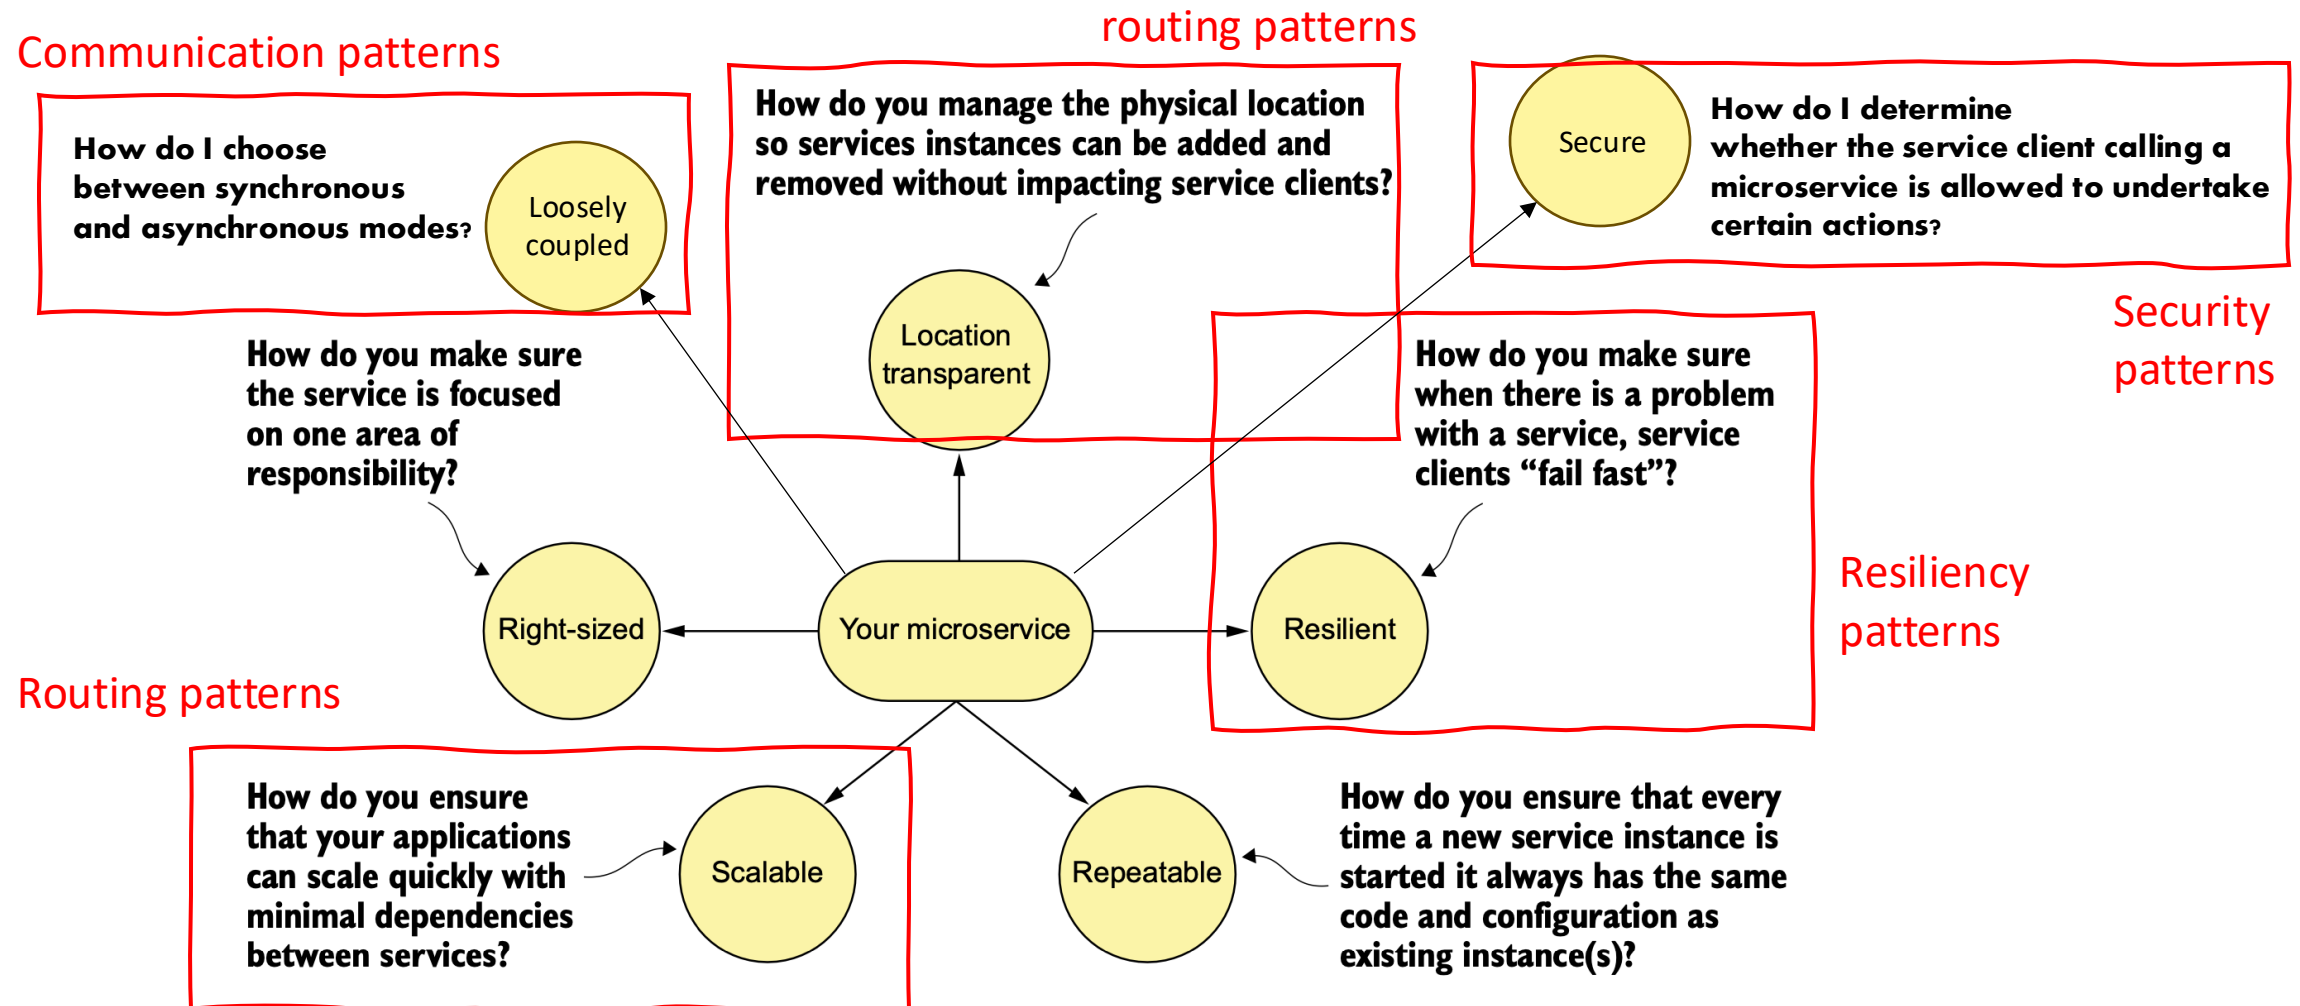 Communication patterns
How do I choose
between synchronous
and asynchronous modes?
Loosely
coupled
routing patterns
How do you manage the physical location
so services instances can be added and
removed without impacting service clients?
Location
transparent
Secure
How do I determine
whether the service client calling a
microservice is allowed to undertake
certain actions?
Security
patterns
How do you make sure
the service is focused
on one area of
responsibility?
Right-sized
Your microservice
How do you make sure
when there is a problem
with a service, service
clients “fail fast”?
Resilient
Resiliency
patterns
Routing patterns
How do you ensure
that your applications
can scale quickly with
minimal dependencies
between services?
Scalable
Repeatable
How do you ensure that every
time a new service instance is
started it always has the same
code and configuration as
existing instance(s)?